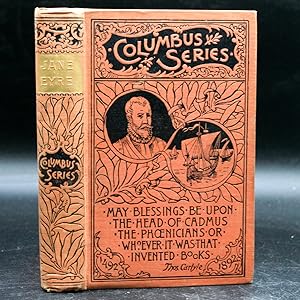 JANE
EYRE
COLUMBUS
SERIES
COLUMBUS
SERIES
MAY·BLESSINGS·BE·UPON·
·THE·HEAD·OF·CADMUS
·THE·PHŒNICIANS·OR·
WHOEVER·IT·WAS·THAT·
INVENTED·BOOKS·
Thos. Carlyle.
1492
1892